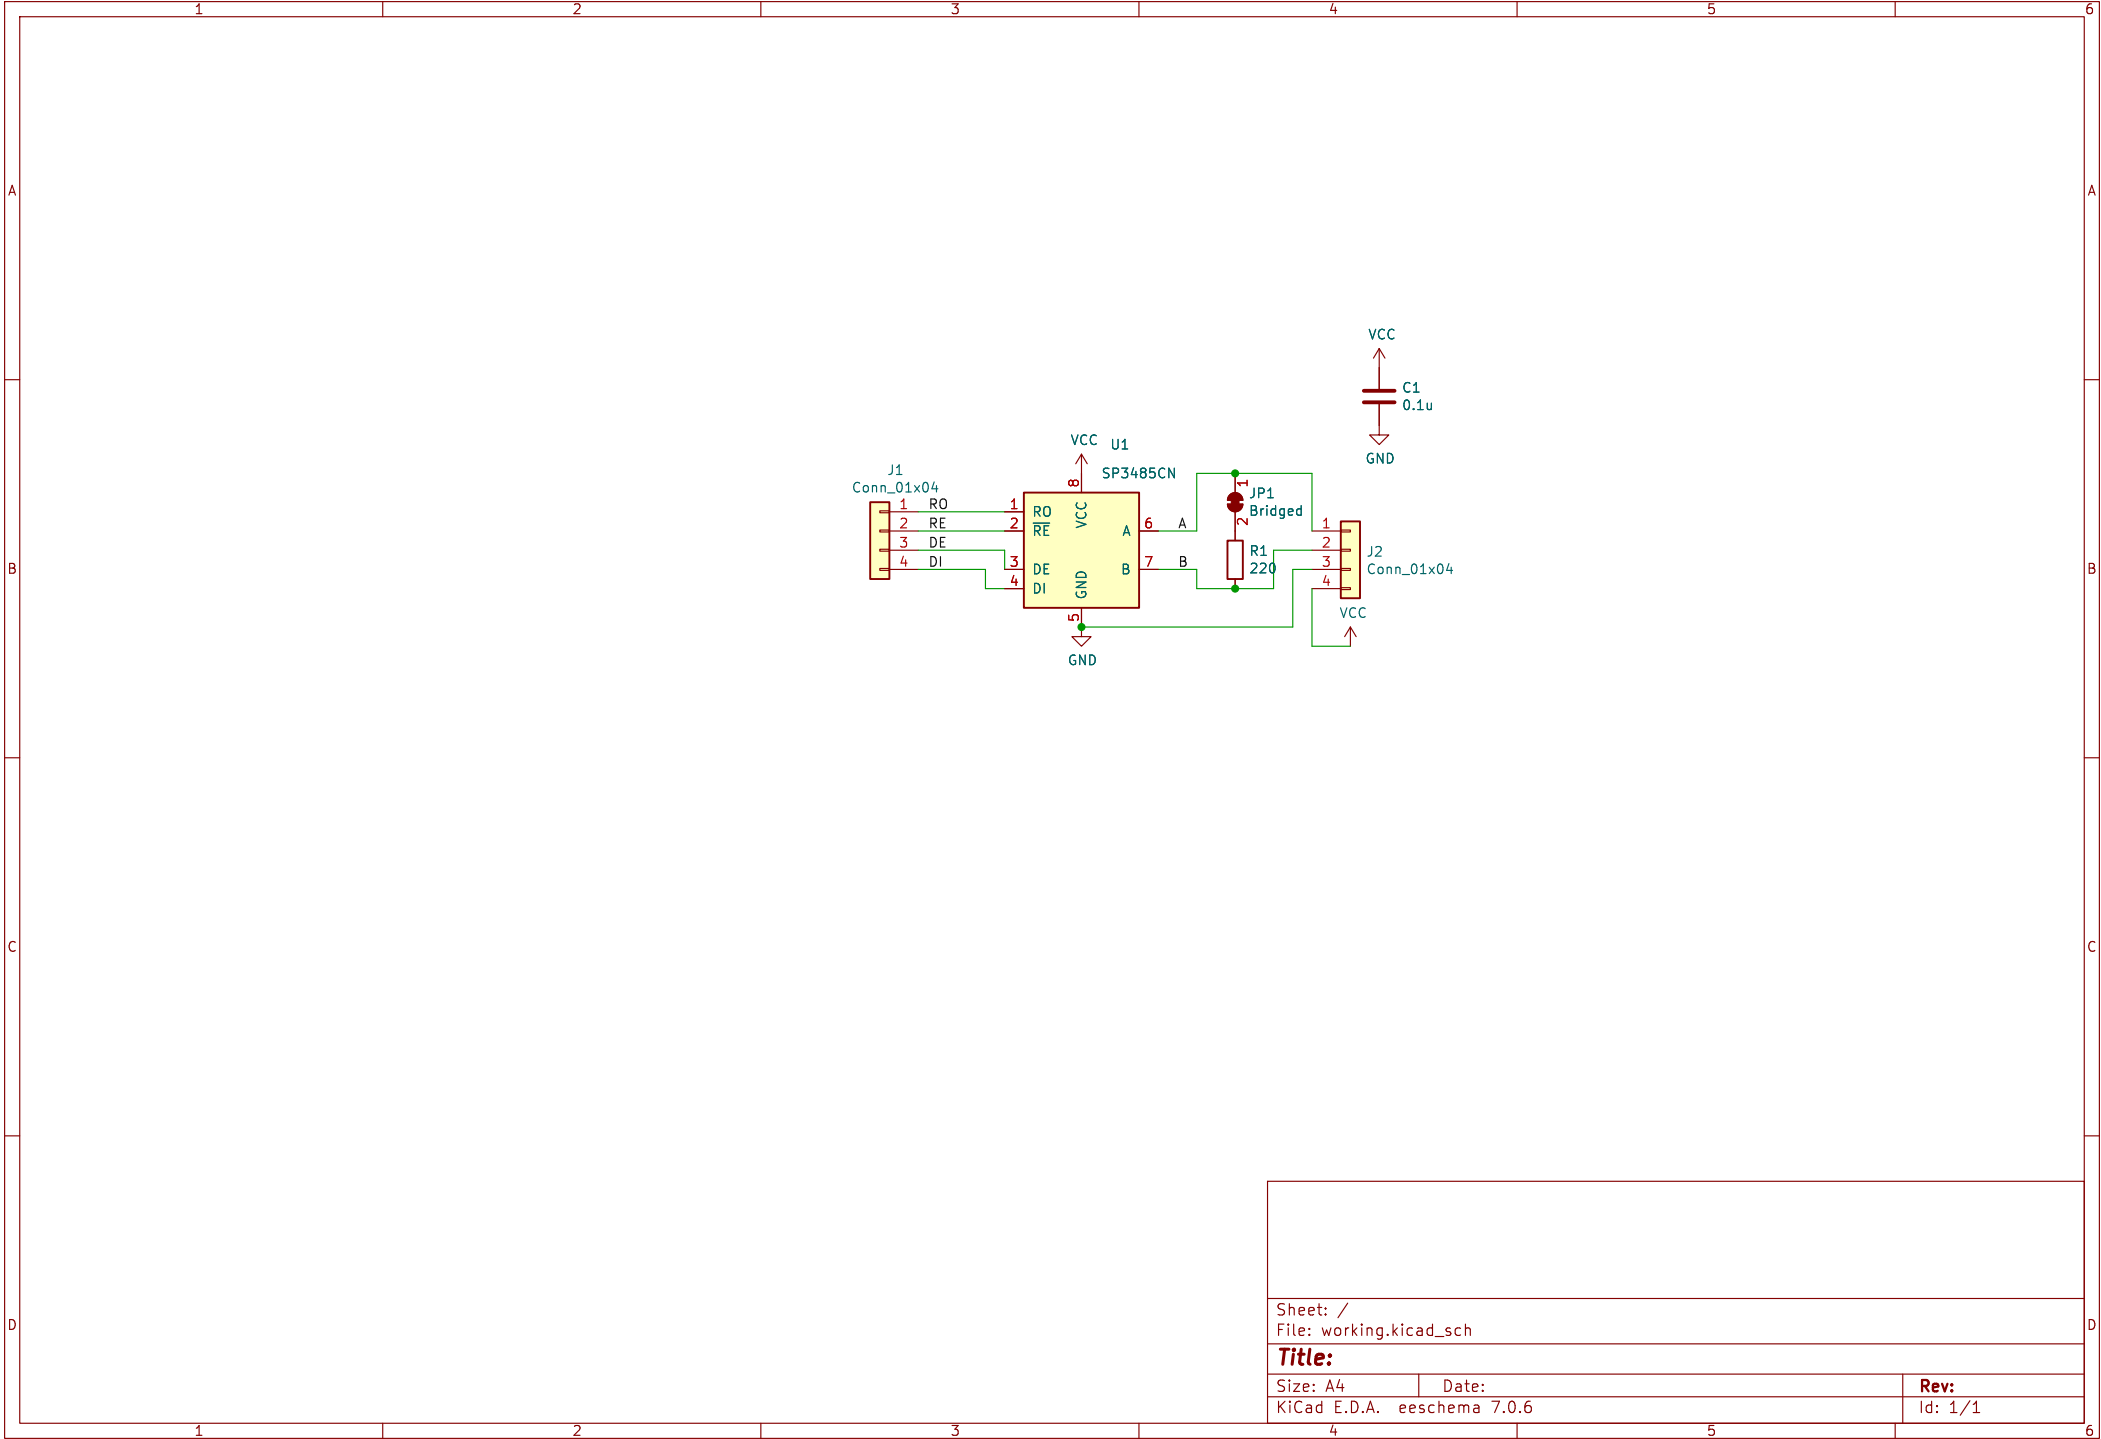 1 2 3 4 5 6
A A
VCC
C1
0.1u
GND
VCC
U1
SP3485CN
J1
Conn_01x04
1 RO
2 RE
3 DE
4 DI
8
1 RO
2 RE
3 DE
4 DI
VCC
GND
A 6 A
B 7 B
5
GND
1
JP1
Bridged
2
R1
220
1
2
3
4
J2
Conn_01x04
VCC
B B
C C
D D
Sheet: /
File: working.kicad_sch
Title:
Size: A4 Date: Rev:
KiCad E.D.A. eeschema 7.0.6 Id: 1/1
1 2 3 4 5 6